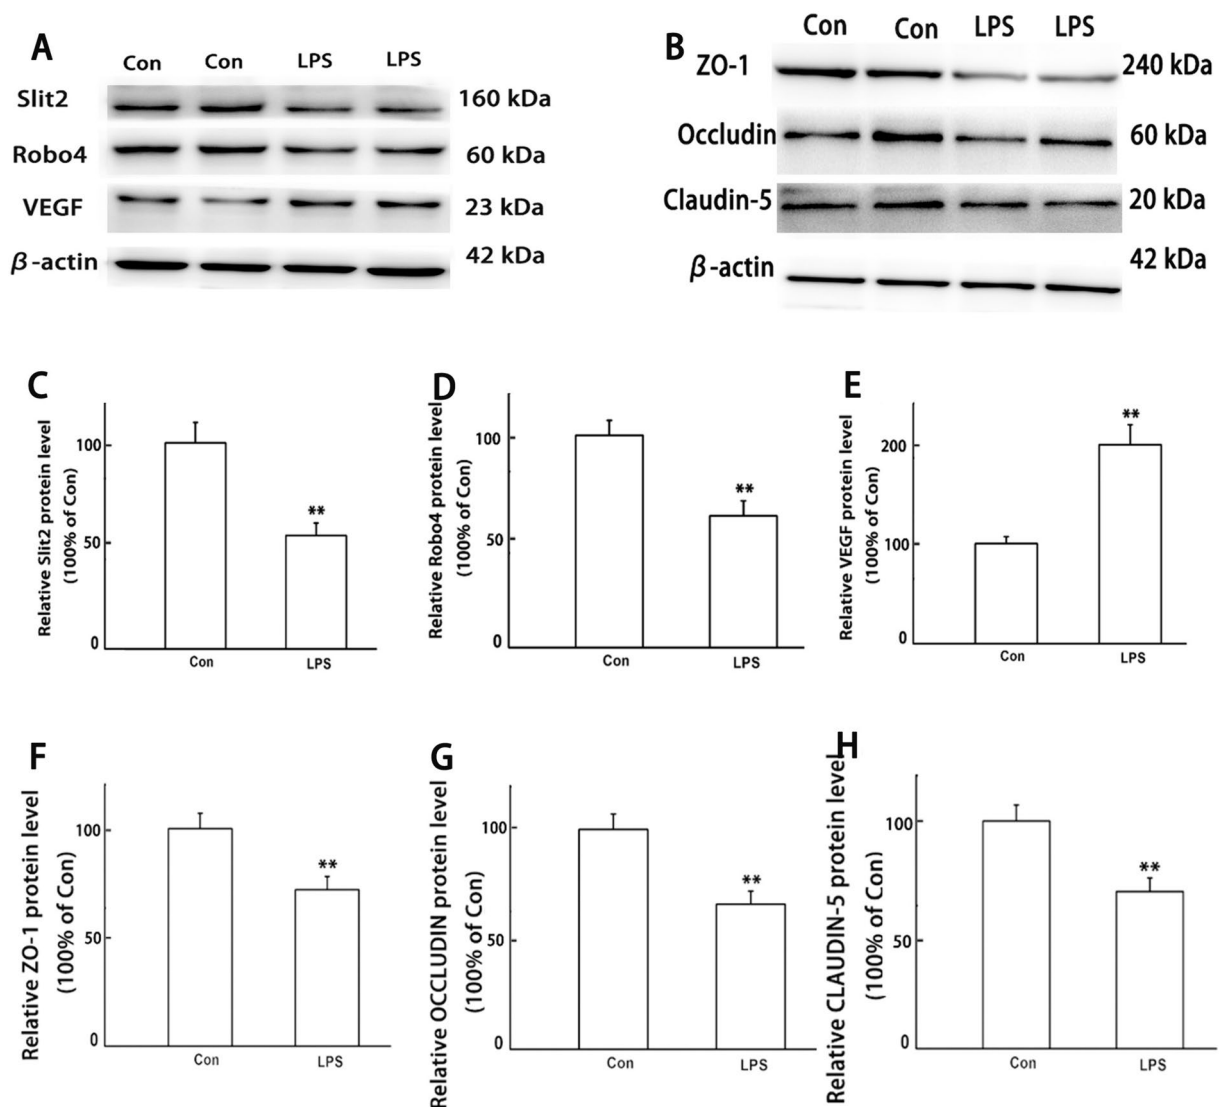 A
Con Con LPS LPS
Slit2 160 kDa
Robo4 60 kDa
VEGF 23 kDa
β-actin 42 kDa
B
Con Con LPS LPS
ZO-1 240 kDa
Occludin 60 kDa
Claudin-5 20 kDa
β-actin 42 kDa
C
Relative Slit2 protein level
(100% of Con)
100
50
0
**
Con LPS
D
Relative Robo4 protein level
(100% of Con)
100
50
0
**
Con LPS
E
Relative VEGF protein level
(100% of Con)
200
100
0
**
Con LPS
F
Relative ZO-1 protein level
(100% of Con)
100
50
0
**
Con LPS
G
Relative OCCLUDIN protein level
(100% of Con)
100
50
0
**
Con LPS
H
Relative CLAUDIN-5 protein level
(100% of Con)
100
50
0
**
Con LPS